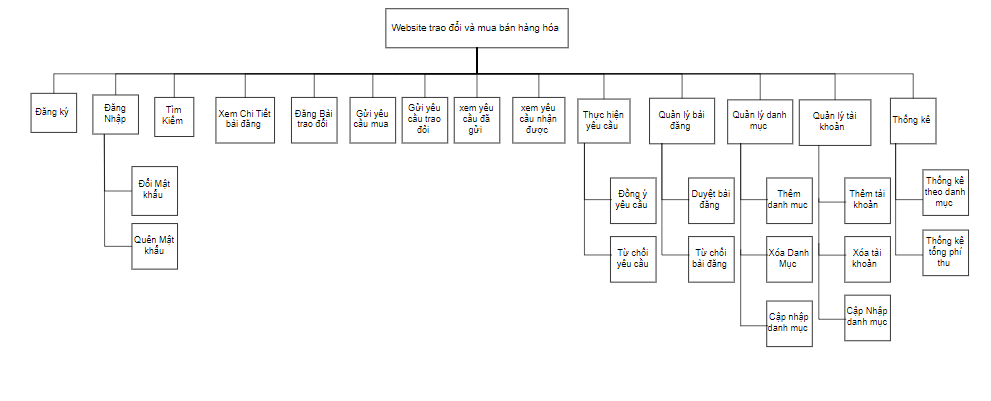 Website trao đổi và mua bán hàng hóa
Đăng ký
Đăng
Nhập
Tìm
Kiếm
Xem Chi Tiết
bài đăng
Đăng Bài
trao đổi
Gửi yêu
cầu mua
Gửi yêu
cầu trao
đổi
xem yêu
cầu đã
gửi
xem yêu
cầu nhận
được
Thực hiện
yêu cầu
Quản lý bài
đăng
Quản lý danh
mục
Quản lý tài
khoản
Thống kê
Đổi Mật
khẩu
Quên Mật
khẩu
Đồng ý
yêu cầu
Từ chối
yêu cầu
Duyệt bài
đăng
Từ chối
bài đăng
Thêm
danh mục
Xóa Danh
Mục
Cập nhập
danh mục
Thêm tài
khoản
Xóa tài
khoản
Cập Nhập
danh mục
Thống kê
theo danh
mục
Thống kê
tổng phí
thu